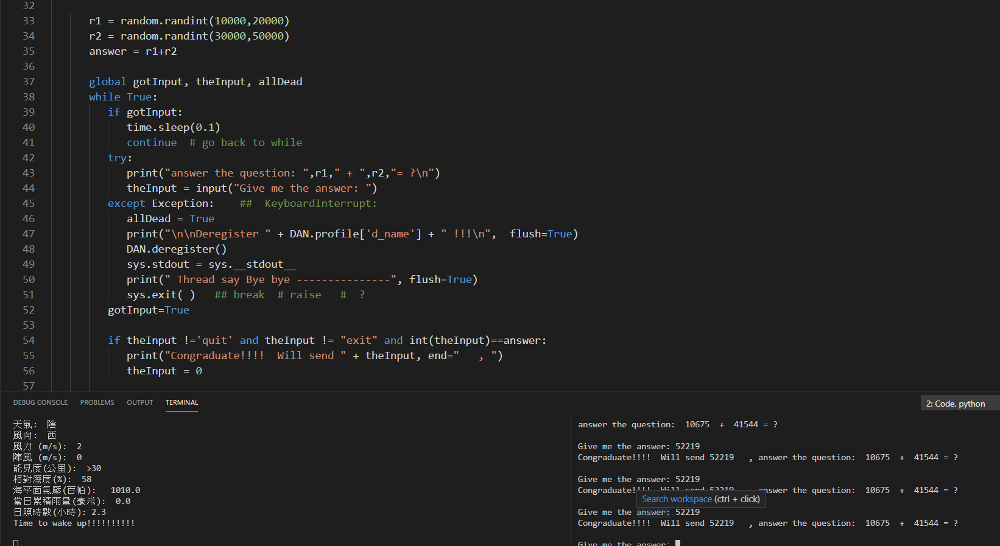 32
33 r1 = random.randint(10000,20000)
34 r2 = random.randint(30000,50000)
35 answer = r1+r2
36
37 global gotInput, theInput, allDead
38 while True:
39 if gotInput:
40 time.sleep(0.1)
41 continue  # go back to while
42 try:
43 print("answer the question: ",r1," + ",r2,"= ?\n")
44 theInput = input("Give me the answer: ")
45 except Exception:    ##  KeyboardInterrupt:
46 allDead = True
47 print("\n\nDeregister " + DAN.profile['d_name'] + " !!!\n",  flush=True)
48 DAN.deregister()
49 sys.stdout = sys.__stdout__
50 print(" Thread say Bye bye ---------------", flush=True)
51 sys.exit( )   ## break  # raise   #  ?
52 gotInput=True
53
54 if theInput !='quit' and theInput != "exit" and int(theInput)==answer:
55 print("Congraduate!!!!  Will send " + theInput, end="   , ")
56 theInput = 0
57
DEBUG CONSOLE PROBLEMS OUTPUT TERMINAL
2: Code, python
天氣:  陰
風向:  西
風力 (m/s):  2
陣風 (m/s):  0
能見度(公里):  >30
相對溼度(%):  58
海平面氣壓(百帕):   1010.0
當日累積雨量(毫米):  0.0
日照時數(小時): 2.3
Time to wake up!!!!!!!!!!
answer the question:  10675  +  41544 = ?
Give me the answer: 52219
Congraduate!!!!  Will send 52219   , answer the question:  10675  +  41544 = ?
Give me the answer: 52219
Congraduate!!!!  Will send 52219   , answer the question:  10675  +  41544 = ?
Search workspace (ctrl + click)
Give me the answer: 52219
Congraduate!!!!  Will send 52219   , answer the question:  10675  +  41544 = ?
Give me the answer: